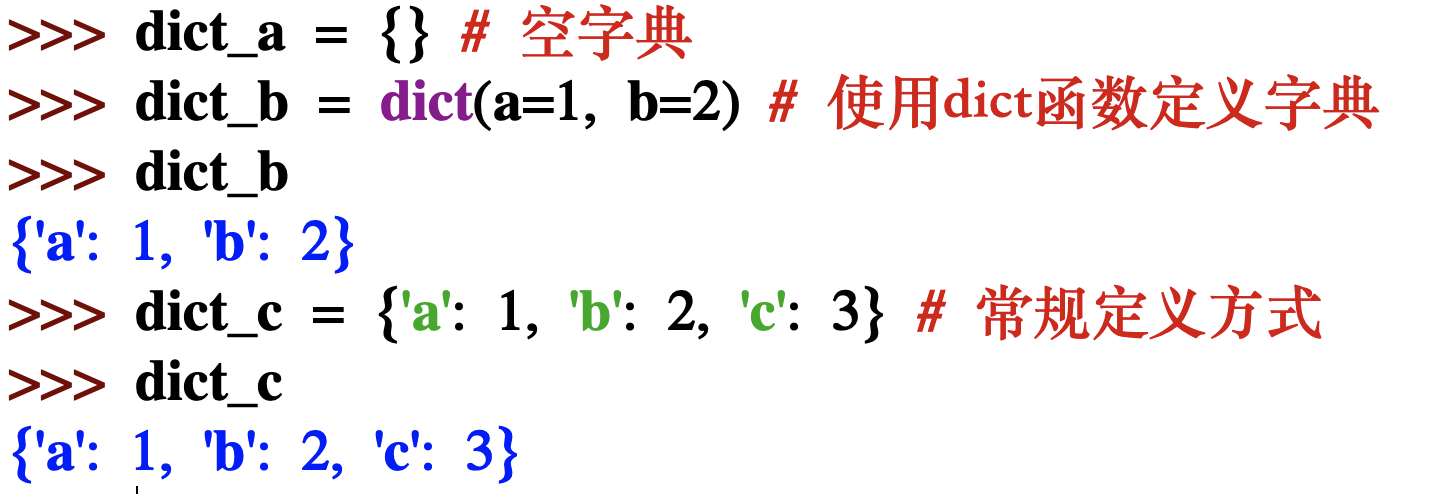 >>> dict_a = {} # 空字典
>>> dict_b = dict(a=1, b=2) # 使用dict函数定义字典
>>> dict_b
{'a': 1, 'b': 2}
>>> dict_c = {'a': 1, 'b': 2, 'c': 3} # 常规定义方式
>>> dict_c
{'a': 1, 'b': 2, 'c': 3}